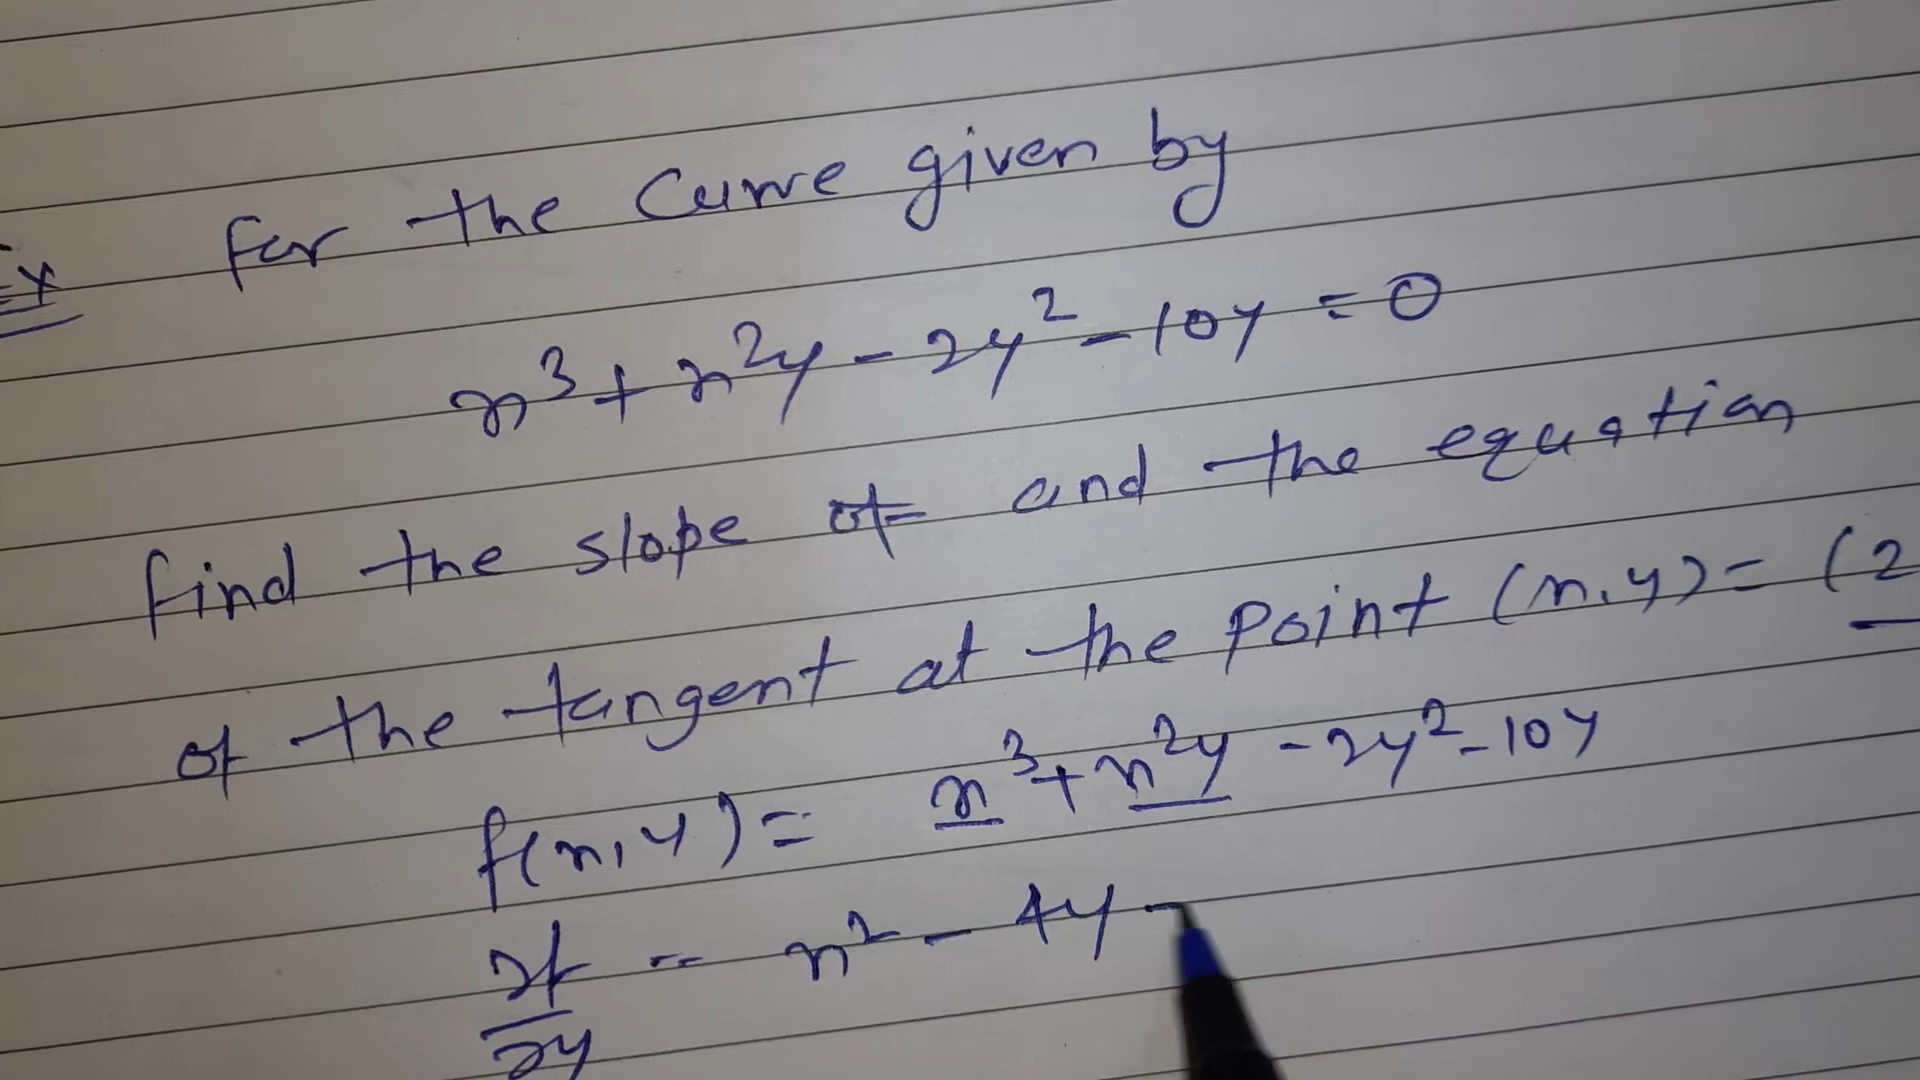 Ex For the Curve given by
x³ + x²y - 2y² - 10y = 0
find the slope of and the equation
of the tangent at the point (x,y) = (2
f(x,y) = x³ + x²y - 2y² - 10y
∂f/∂y = x² - 4y -